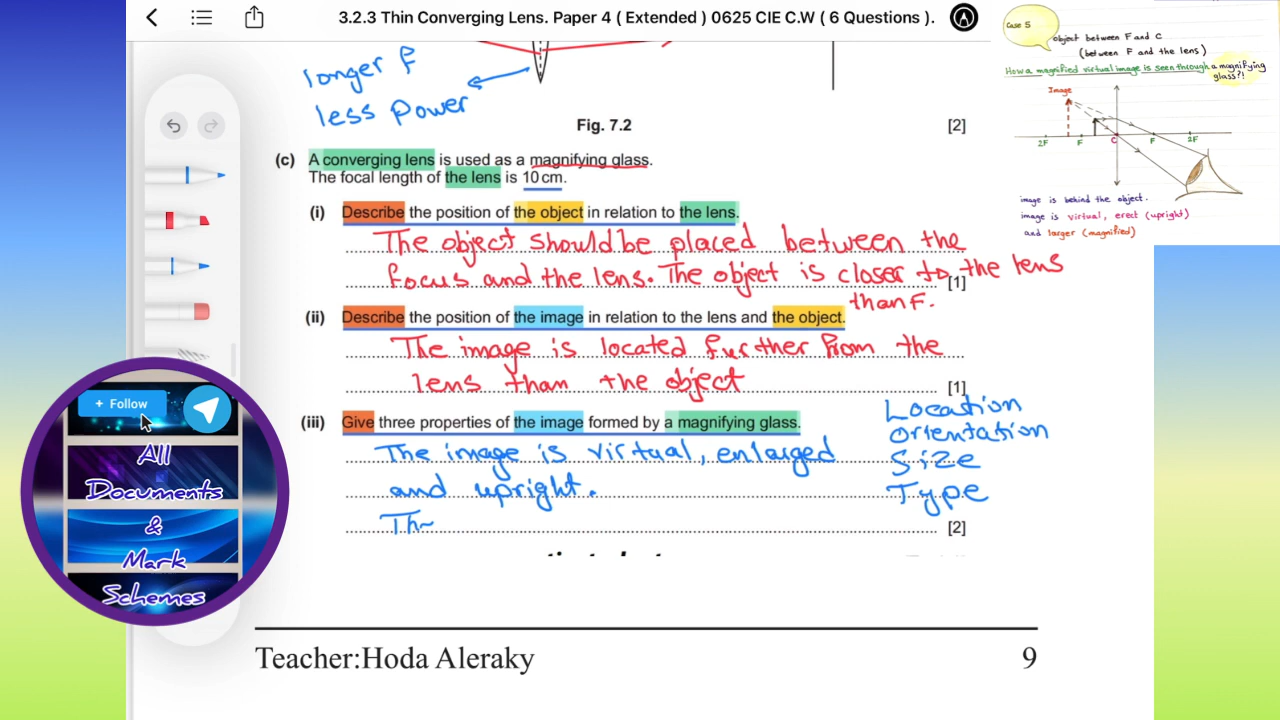 3.2.3 Thin Converging Lens. Paper 4 ( Extended ) 0625 CIE C.W ( 6 Questions ).
longer f
less power
Fig. 7.2
[2]
(c) A converging lens is used as a magnifying glass.
The focal length of the lens is 10 cm.
(i) Describe the position of the object in relation to the lens.
The object should be placed between the
focus and the lens. The object is closer to the lens
than F.
[1]
(ii) Describe the position of the image in relation to the lens and the object.
The image is located further from the
lens than the object
[1]
(iii) Give three properties of the image formed by a magnifying glass.
The image is virtual, enlarged
and upright.
Th
[2]
Location
Orientation
Size
Type
Teacher:Hoda Aleraky
9
Case 5
object between F and C
(between F and the lens)
How a magnified virtual image is seen through a magnifying
glass?!
Image
2F F C F 2F
image is behind the object.
image is virtual, erect (upright)
and larger (magnified)
+ Follow
All
Documents
&
Mark
Schemes